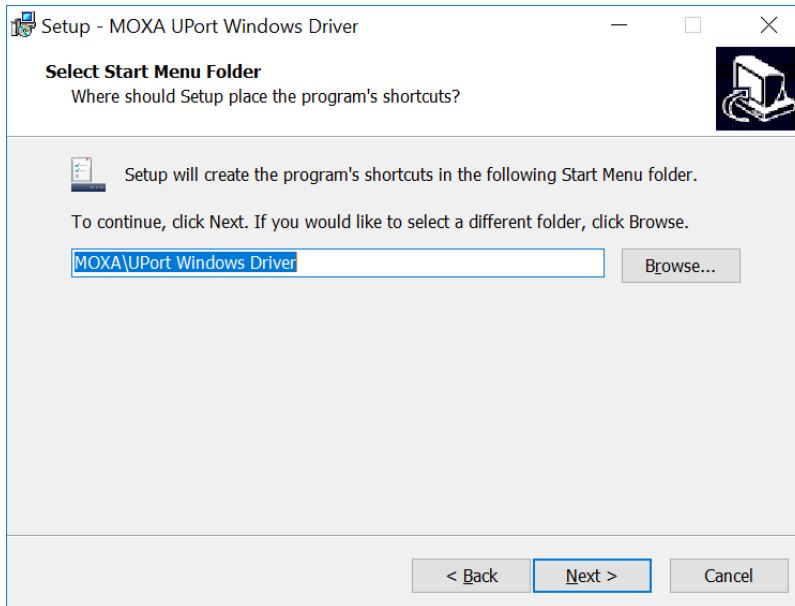 Setup - MOXA UPort Windows Driver
Select Start Menu Folder
Where should Setup place the program's shortcuts?
Setup will create the program's shortcuts in the following Start Menu folder.
To continue, click Next. If you would like to select a different folder, click Browse.
MOXA\UPort Windows Driver
Browse...
< Back
Next >
Cancel